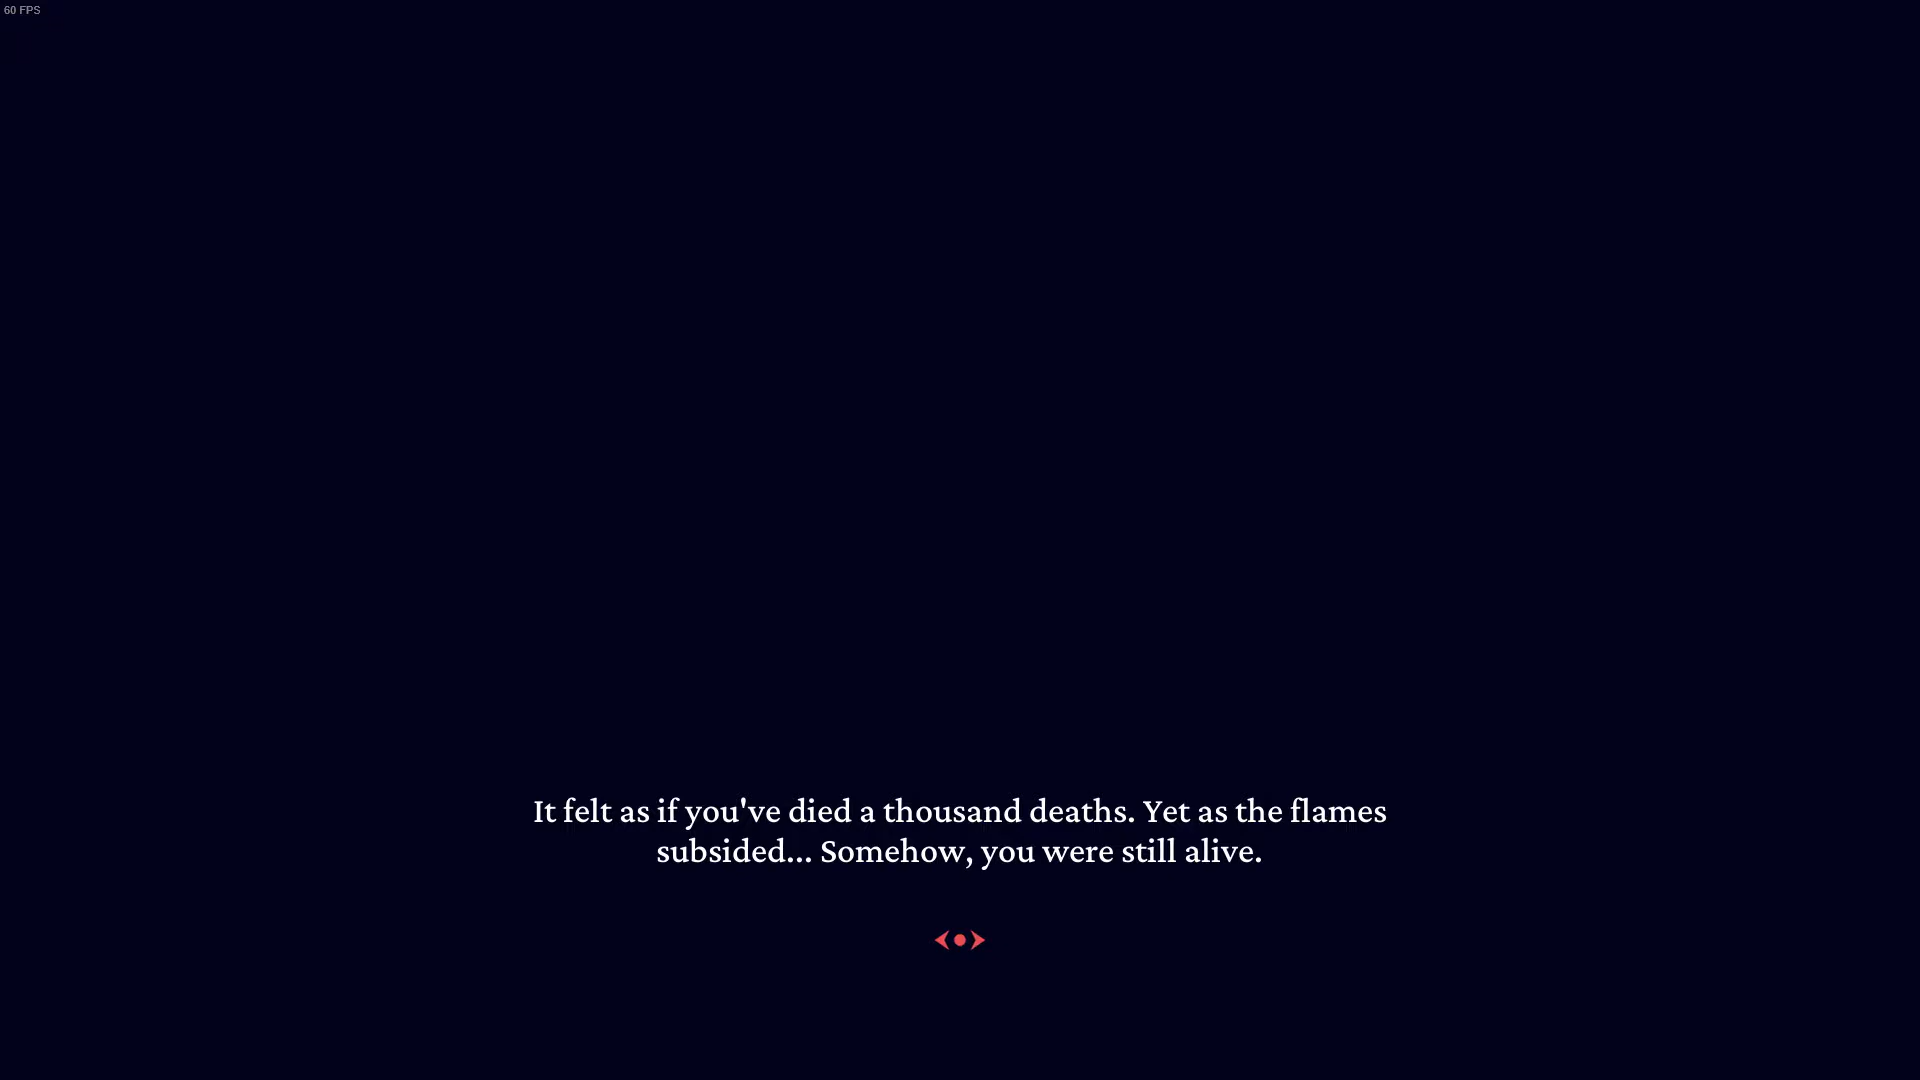 60 FPS
It felt as if you've died a thousand deaths. Yet as the flames
subsided... Somehow, you were still alive.